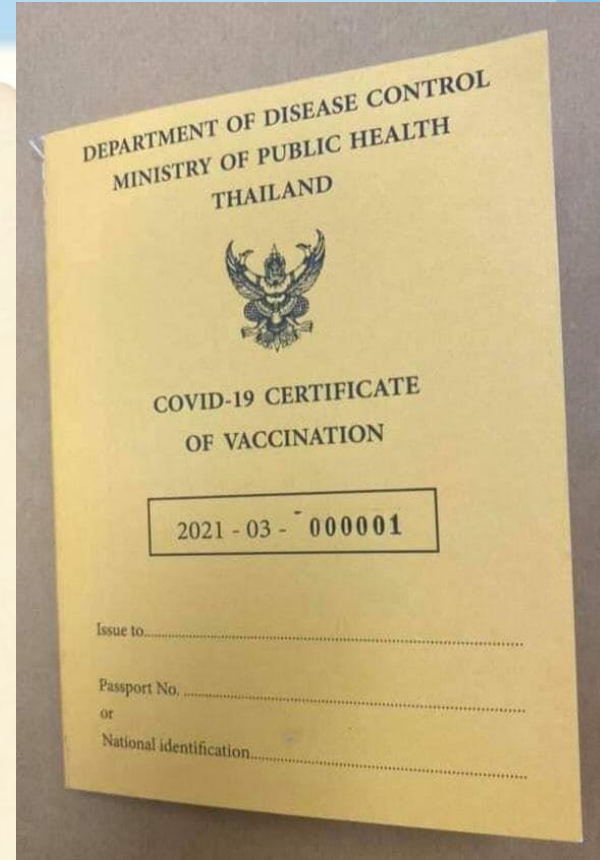 DEPARTMENT OF DISEASE CONTROL
MINISTRY OF PUBLIC HEALTH
THAILAND
COVID-19 CERTIFICATE
OF VACCINATION
2021 - 03 - 000001
Issue to..............................................................................
Passport No. ......................................................................
or
National identification.......................................................